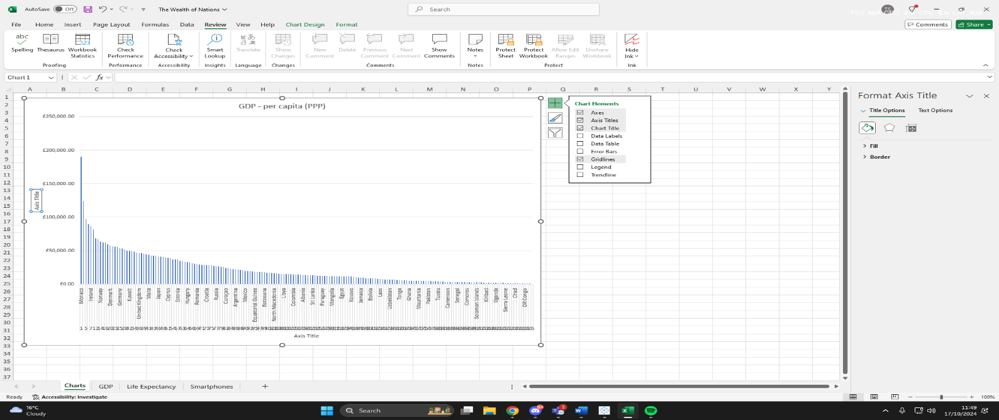 AutoSave Off The Wealth of Nations Search TS
File Home Insert Page Layout Formulas Data Review View Help Chart Design Format Comments Share
abc
Spelling Thesaurus Workbook Statistics
Proofing
Check Performance
Performance
Check Accessibility
Accessibility
Smart Lookup
Insights
Translate
Language
Show Changes
Changes
New Comment Delete Previous Comment Next Comment Show Comments
Comments
Notes
Notes
Protect Sheet Protect Workbook Allow Edit Ranges Unshare Workbook
Protect
Hide Ink
Ink
Chart 1 fx
A B C D E F G H I J K L M N O P Q R S T U V W X Y
1
2
3
4
5
6
7
8
9
10
11
12
13
14
15
16
17
18
19
20
21
22
23
24
25
26
27
28
29
30
31
32
33
34
35
36
37
GDP - per capita (PPP)
£250,000.00
£200,000.00
£150,000.00
£100,000.00
£50,000.00
£0.00
Axis Title
Monaco Ireland Norway Denmark Germany Kuwait United Kingdom Malta Japan Cyprus Estonia Hungary Romania Croatia Russia Curaçao Argentina Mexico Equatorial Guinea Botswana North Macedonia Libya Colombia Albania Sri Lanka Paraguay Mongolia Egypt Kosovo Jamaica Bolivia Laos Uzbekistan Tonga Ghana Mauritania Pakistan Tuvalu Cameroon Senegal Comoros Solomon Islands Kiribati Uganda Sierra Leone Chad DR Congo
Axis Title
Chart Elements
Axes
Axis Titles
Chart Title
Data Labels
Data Table
Error Bars
Gridlines
Legend
Trendline
Format Axis Title
Title Options Text Options
Fill
Border
Charts GDP Life Expectancy Smartphones
Ready Accessibility: Investigate 100%
16°C
Cloudy
Search
11:49
17/10/2024